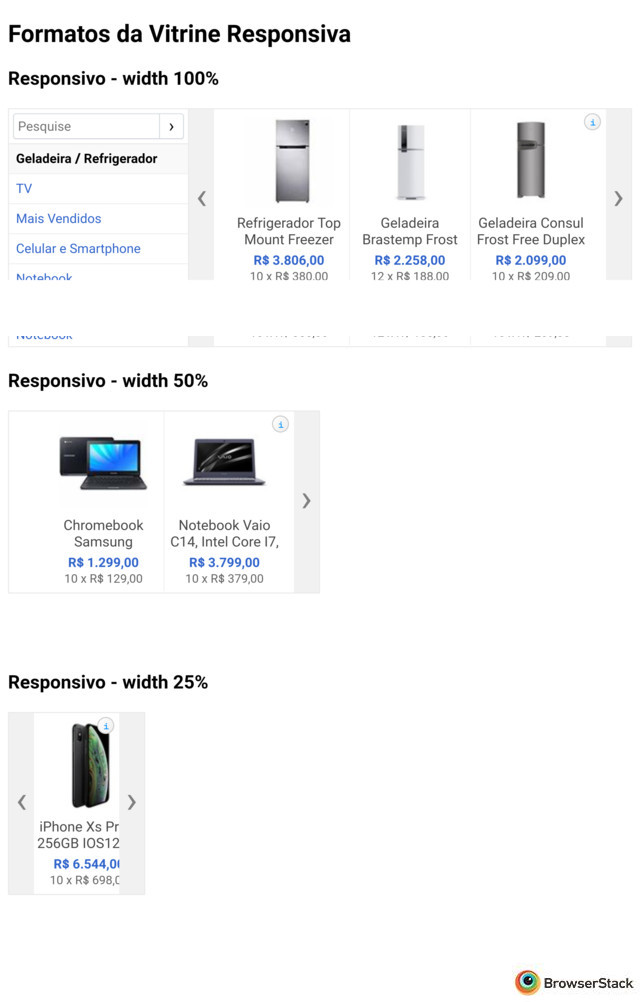 Formatos da Vitrine Responsiva
Responsivo - width 100%
Pesquise
Geladeira / Refrigerador
TV
Mais Vendidos
Celular e Smartphone
Notebook
Refrigerador Top
Mount Freezer
R$ 3.806,00
10 x R$ 380,00
Geladeira
Brastemp Frost
R$ 2.258,00
12 x R$ 188,00
i
Geladeira Consul
Frost Free Duplex
R$ 2.099,00
10 x R$ 209,00
Notebook
Responsivo - width 50%
Chromebook
Samsung
R$ 1.299,00
10 x R$ 129,00
i
Notebook Vaio
C14, Intel Core I7,
R$ 3.799,00
10 x R$ 379,00
Responsivo - width 25%
i
iPhone Xs Pr
256GB IOS12
R$ 6.544,00
10 x R$ 698,0
BrowserStack